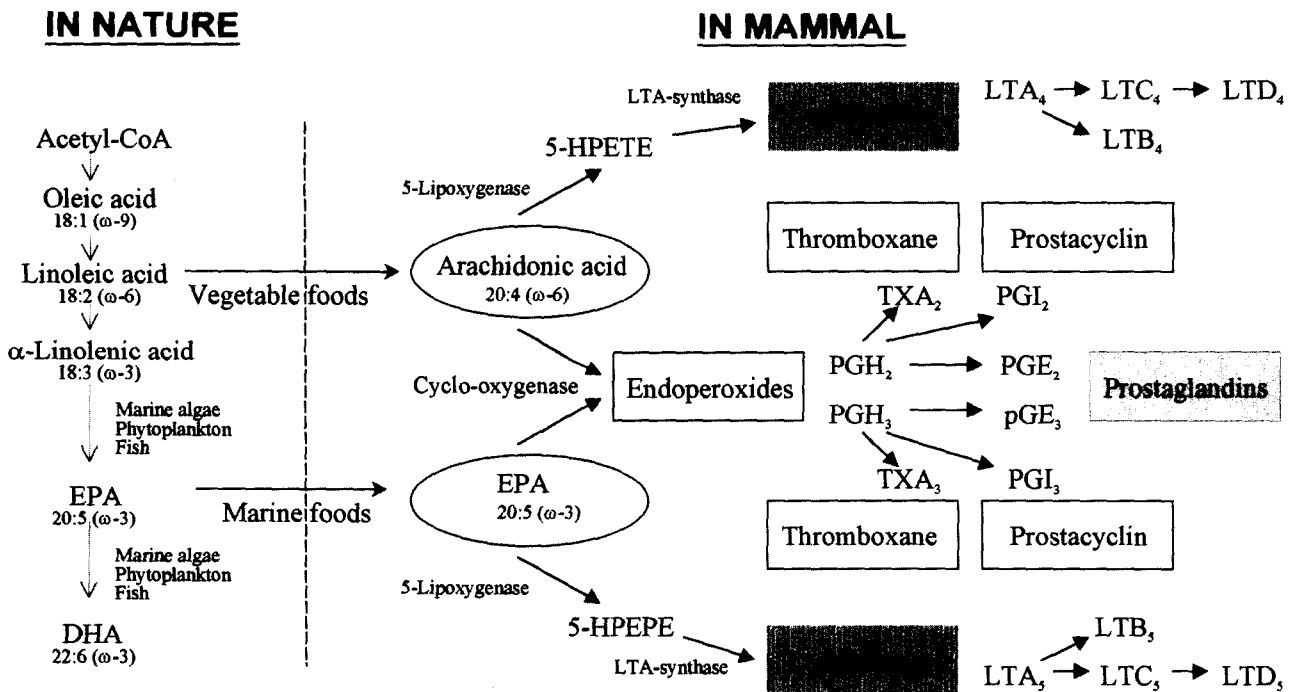 IN NATURE
IN MAMMAL
Acetyl-CoA
Oleic acid
18:1 (ω-9)
Linoleic acid
18:2 (ω-6)
α-Linolenic acid
18:3 (ω-3)
Marine algae
Phytoplankton
Fish
EPA
20:5 (ω-3)
Marine algae
Phytoplankton
Fish
DHA
22:6 (ω-3)
Vegetable foods
Marine foods
5-Lipoxygenase
5-HPETE
LTA-synthase
LTA₄
LTC₄
LTD₄
LTB₄
Arachidonic acid
20:4 (ω-6)
Cyclo-oxygenase
Endoperoxides
EPA
20:5 (ω-3)
5-Lipoxygenase
5-HPEPE
LTA-synthase
Thromboxane
Prostacyclin
TXA₂
PGI₂
PGH₂
PGE₂
Prostaglandins
PGH₃
pGE₃
TXA₃
PGI₃
Thromboxane
Prostacyclin
LTB₅
LTA₅
LTC₅
LTD₅